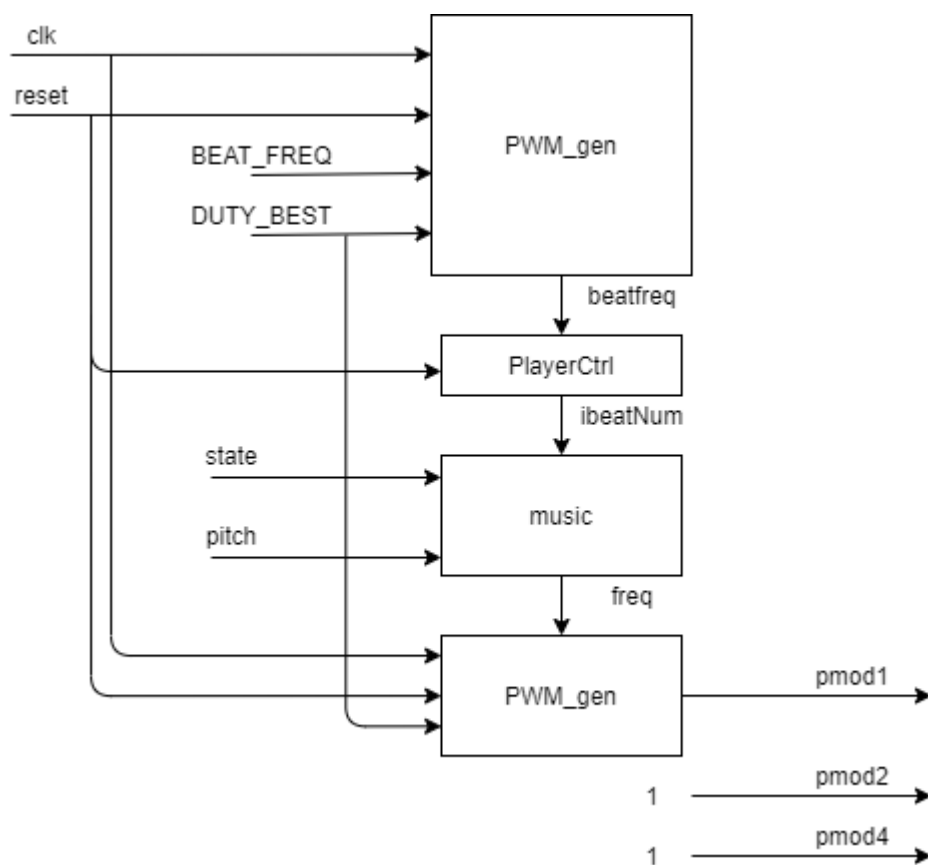 clk
reset
BEAT_FREQ
DUTY_BEST
PWM_gen
beatfreq
PlayerCtrl
ibeatNum
state
pitch
music
freq
PWM_gen
pmod1
1
pmod2
1
pmod4